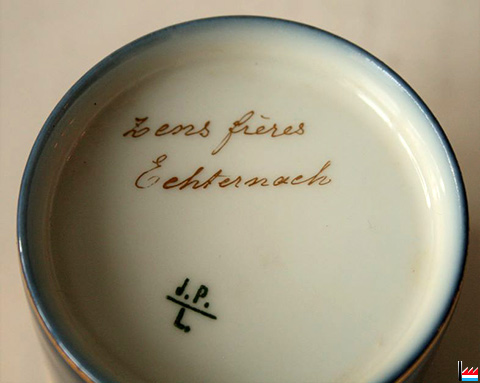 Zens frères
Echternach
J.P.
L.